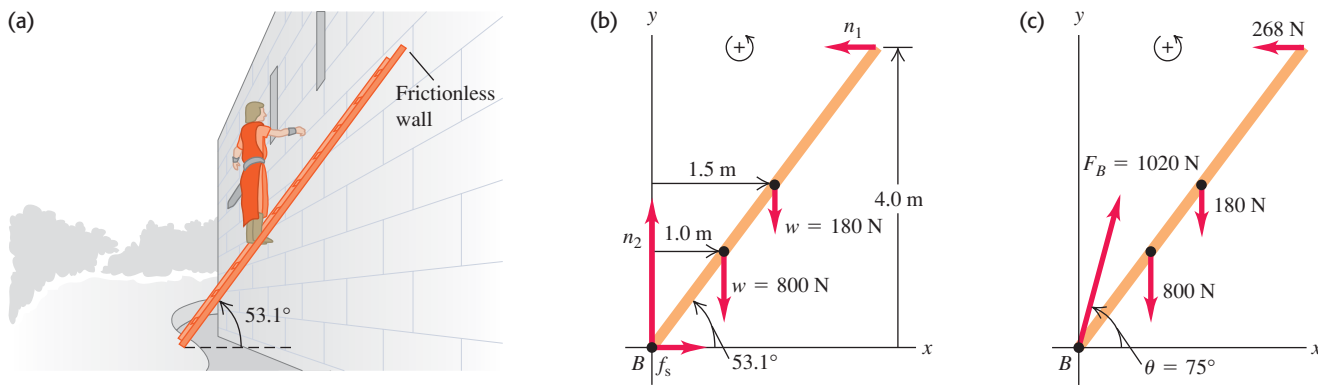 (a)
Frictionless
wall
53.1°
(b)
y
+
n₁
1.5 m
4.0 m
n₂
w = 180 N
1.0 m
w = 800 N
B
fₛ
53.1°
x
(c)
y
+
268 N
F_B = 1020 N
180 N
800 N
B
θ = 75°
x